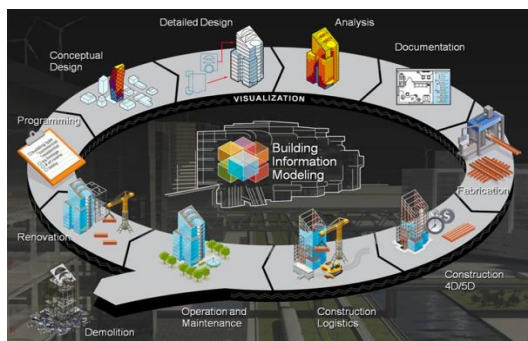 Detailed Design
Analysis
Conceptual
Design
Documentation
VISUALIZATION
Programming
Building
Information
Modeling
Fabrication
Renovation
Construction
4D/5D
Operation and
Maintenance
Construction
Logistics
Demolition